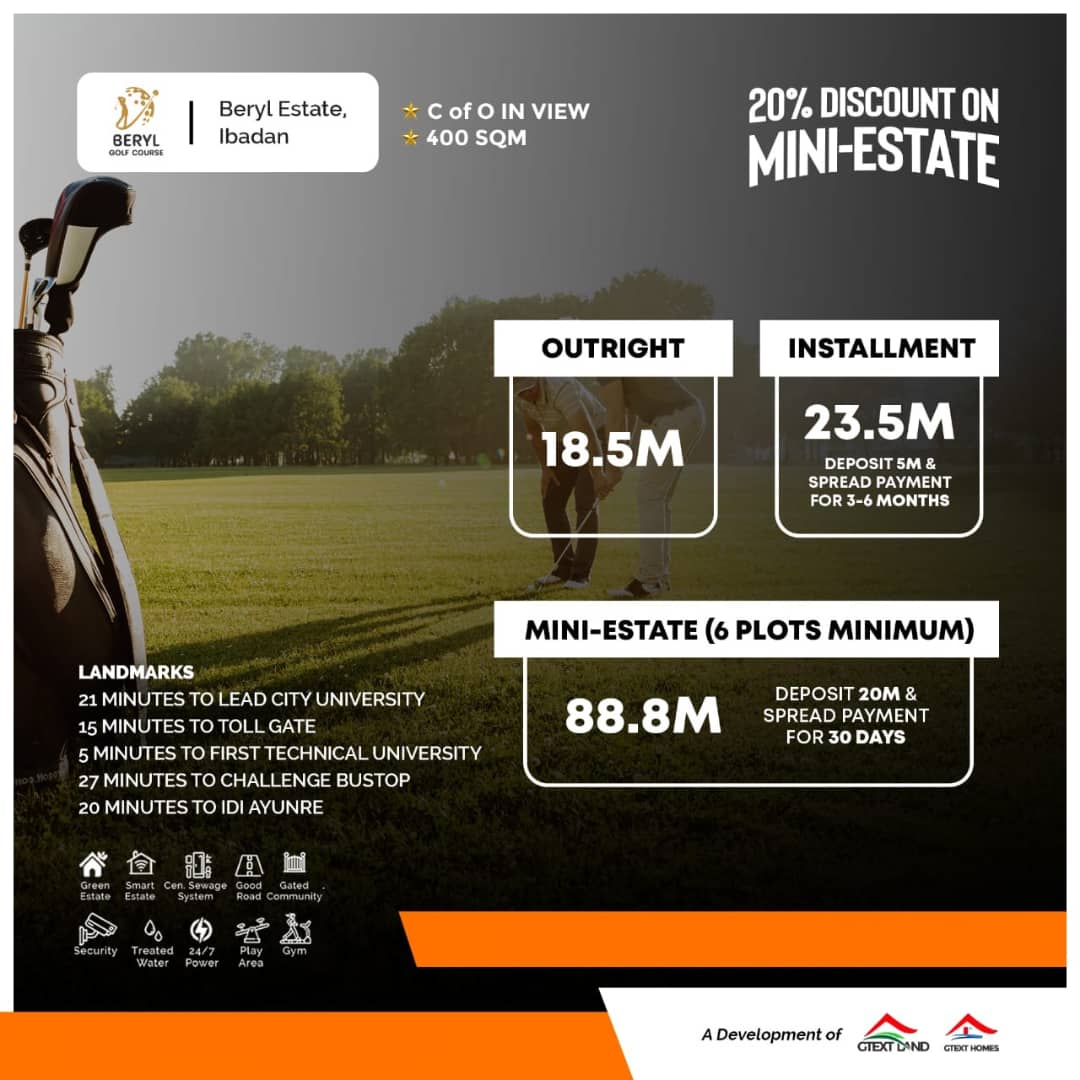 BERYL
GOLF COURSE
Beryl Estate,
Ibadan
C of O IN VIEW
400 SQM
20% DISCOUNT ON
MINI-ESTATE
OUTRIGHT
18.5M
INSTALLMENT
23.5M
DEPOSIT 5M &
SPREAD PAYMENT
FOR 3-6 MONTHS
MINI-ESTATE (6 PLOTS MINIMUM)
88.8M
DEPOSIT 20M &
SPREAD PAYMENT
FOR 30 DAYS
LANDMARKS
21 MINUTES TO LEAD CITY UNIVERSITY
15 MINUTES TO TOLL GATE
5 MINUTES TO FIRST TECHNICAL UNIVERSITY
27 MINUTES TO CHALLENGE BUSTOP
20 MINUTES TO IDI AYUNRE
Green
Estate
Smart
Estate
Cen. Sewage
System
Good
Road
Gated
Community
Security
Treated
Water
24/7
Power
Play
Area
Gym
A Development of
GTEXT LAND
GTEXT HOMES